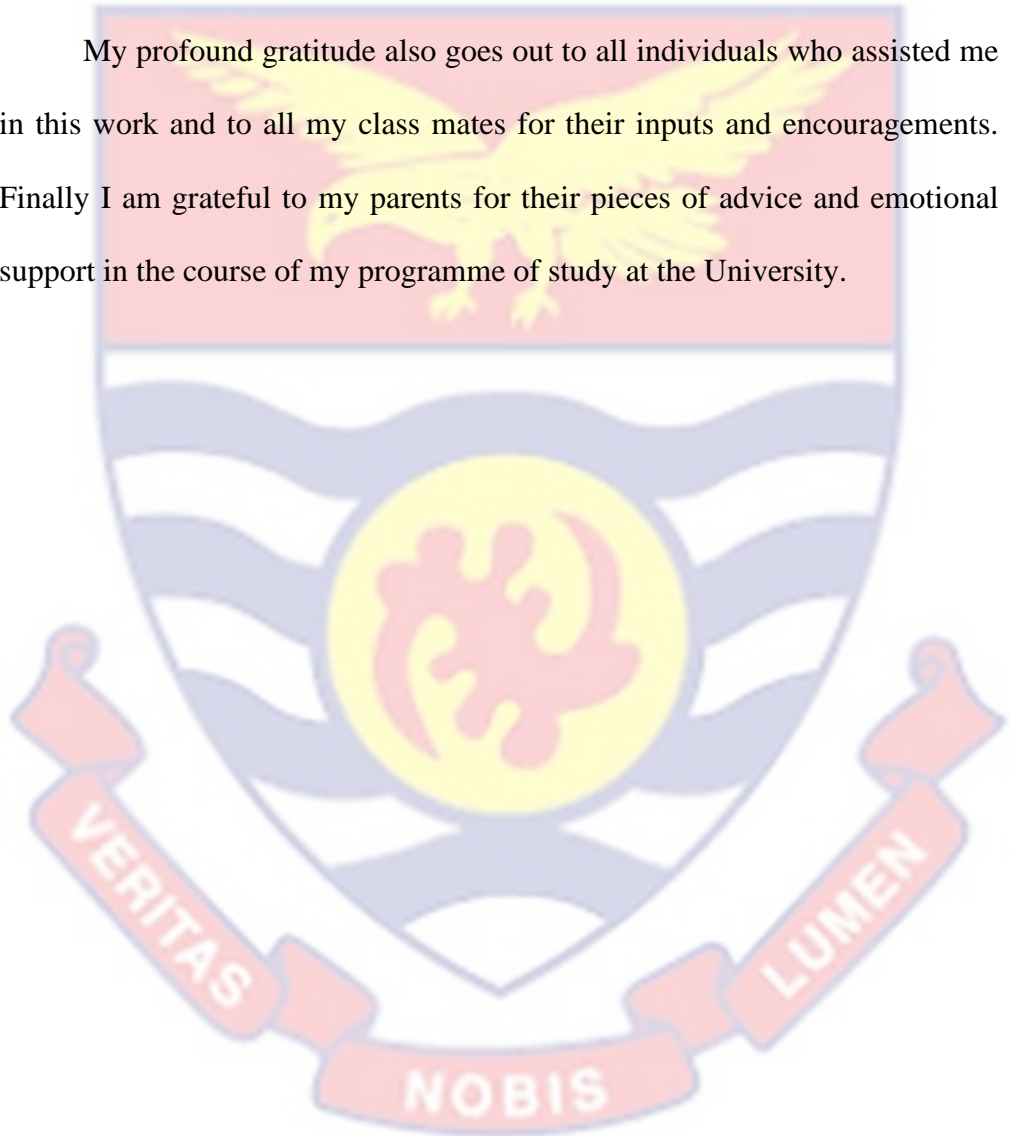 My profound gratitude also goes out to all individuals who assisted me
in this work and to all my class mates for their inputs and encouragements.
Finally I am grateful to my parents for their pieces of advice and emotional
support in the course of my programme of study at the University.
VERITAS
NOBIS
LUMEN